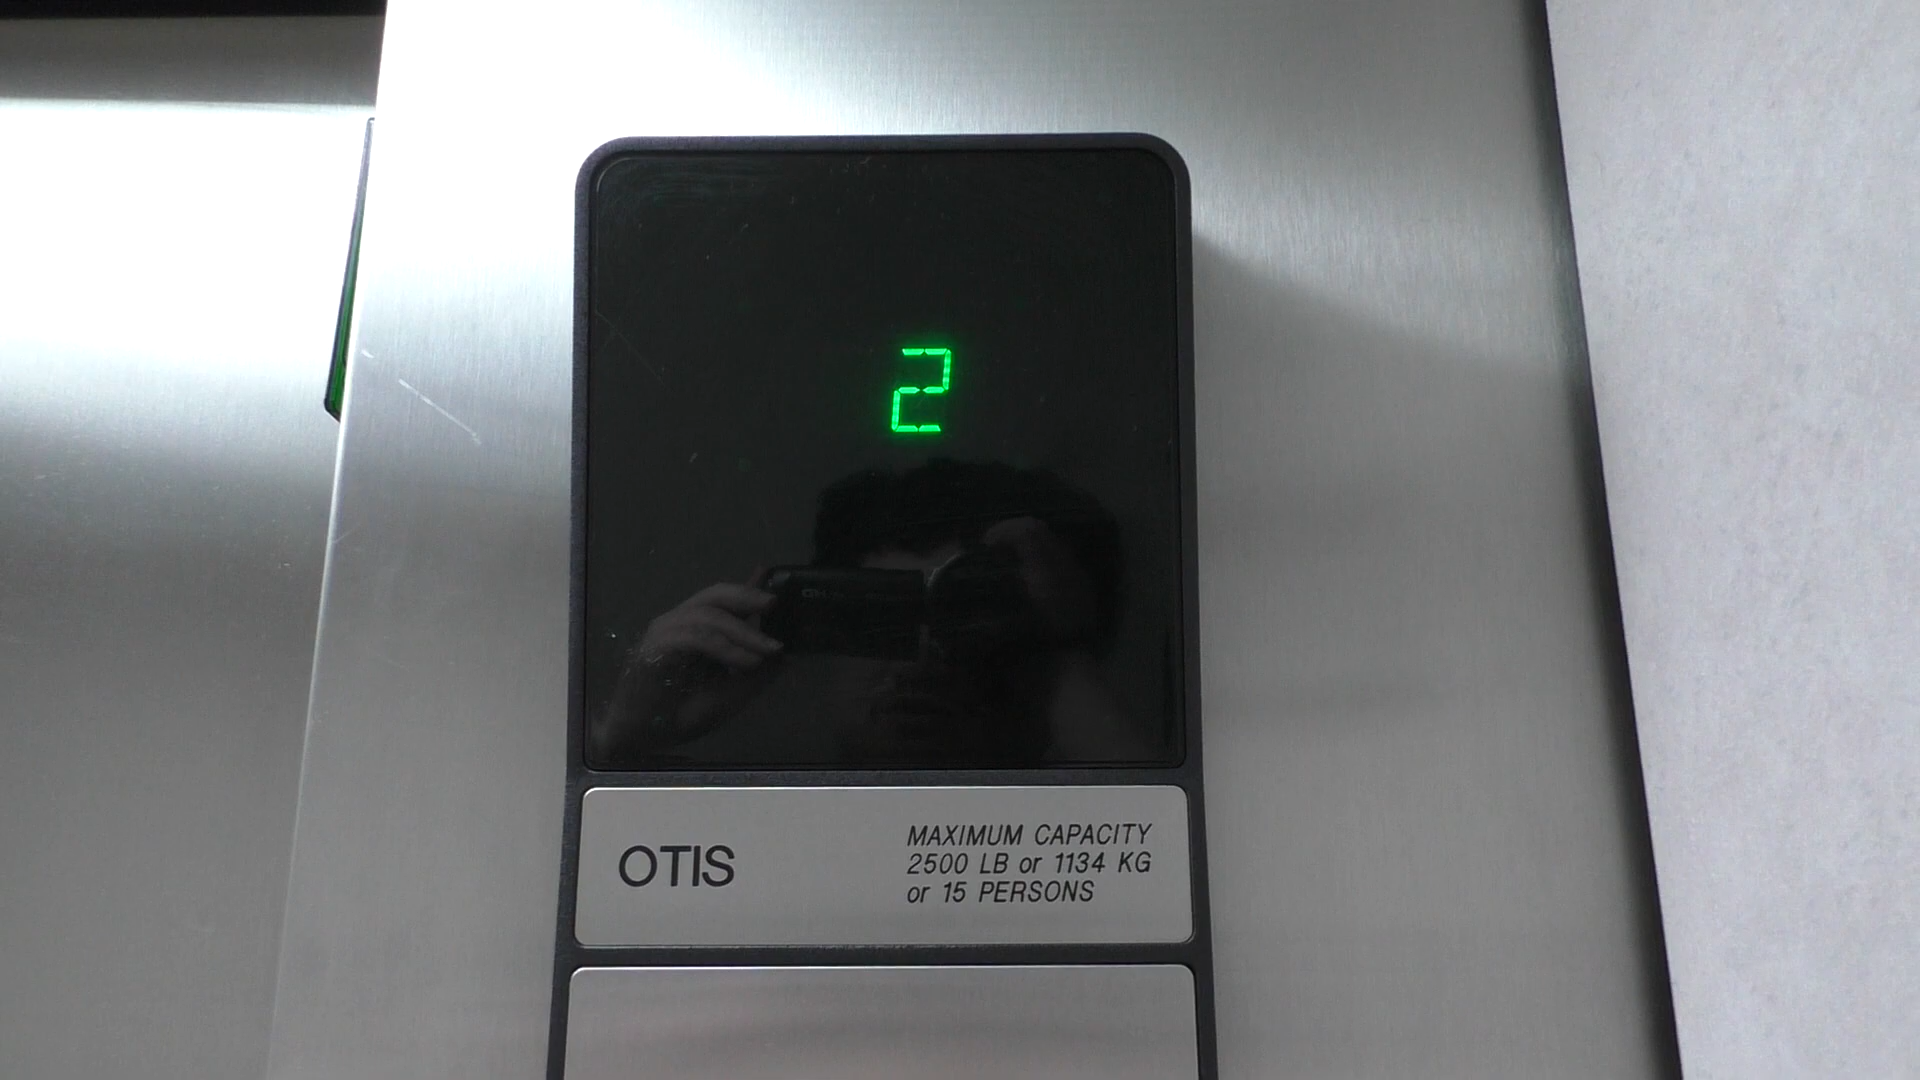 2
OTIS
MAXIMUM CAPACITY
2500 LB or 1134 KG
or 15 PERSONS